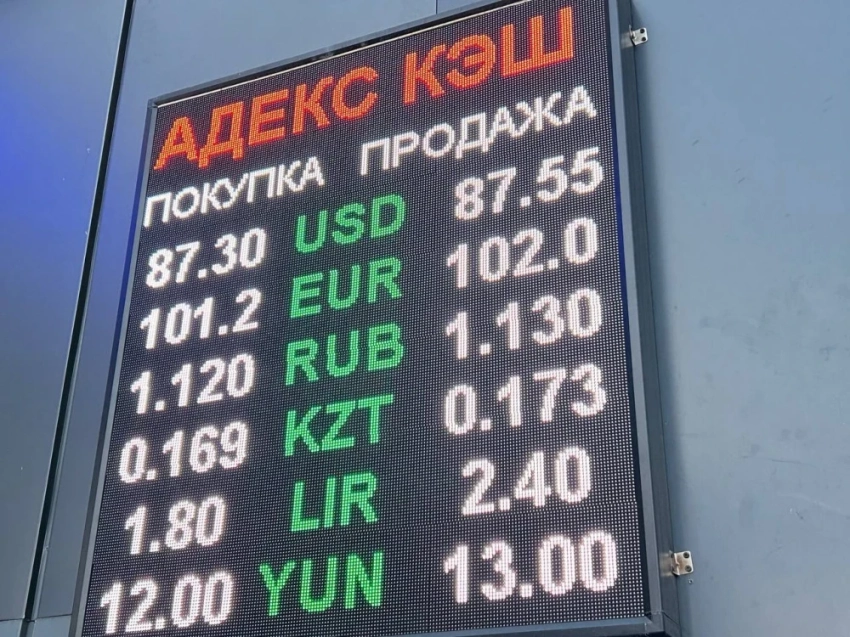 АДЕКС КЭШ
ПОКУПКА ПРОДАЖА
87.30 USD 87.55
101.2 EUR 102.0
1.120 RUB 1.130
0.169 KZT 0.173
1.80 LIR 2.40
12.00 YUN 13.00